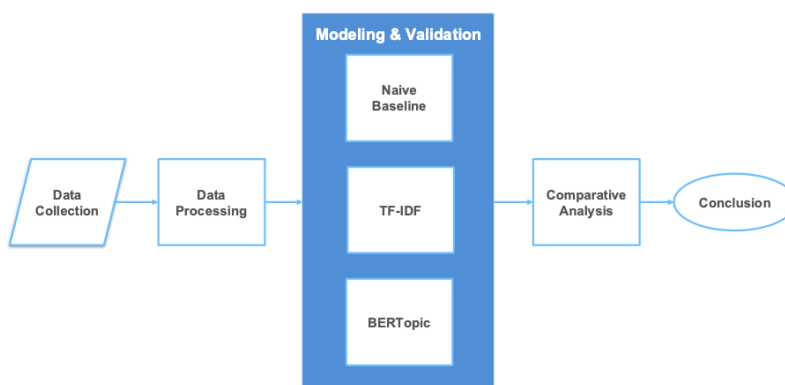 Modeling & Validation
Naive
Baseline
Data
Collection
Data
Processing
TF-IDF
Comparative
Analysis
Conclusion
BERTopic